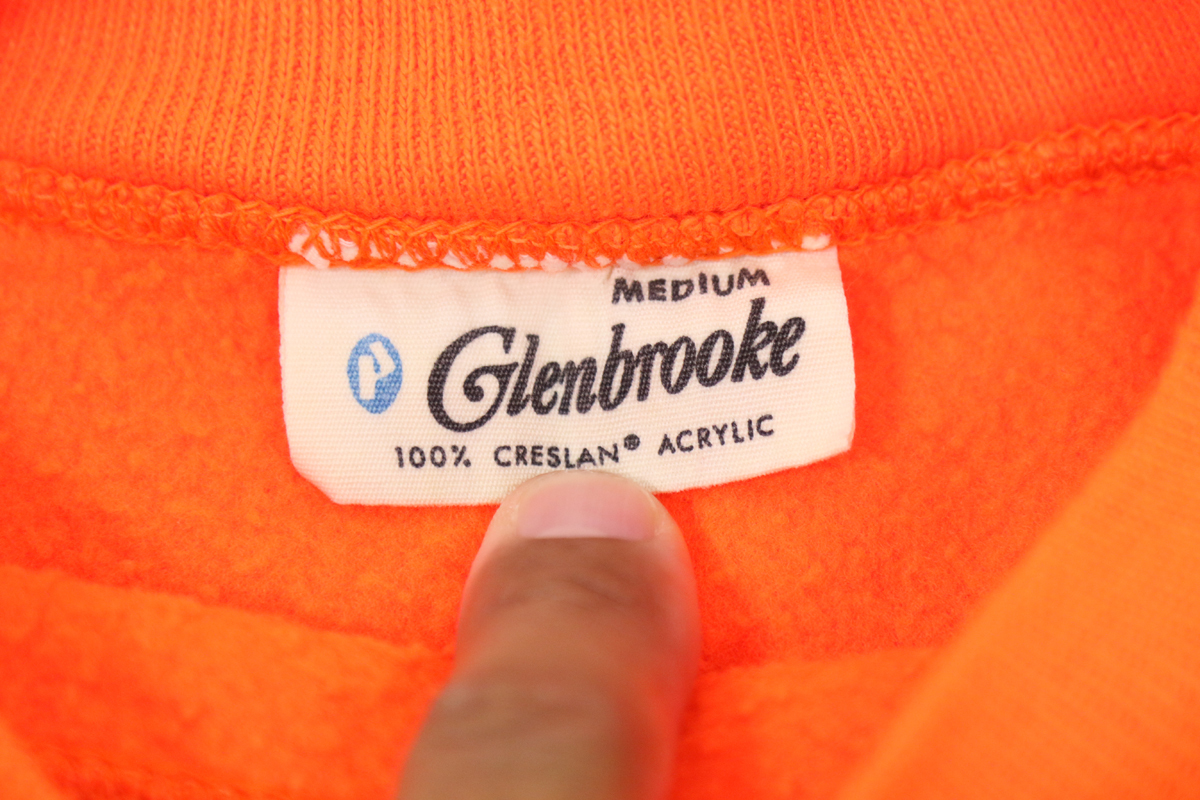 MEDIUM
P Glenbrooke
100% CRESLAN® ACRYLIC